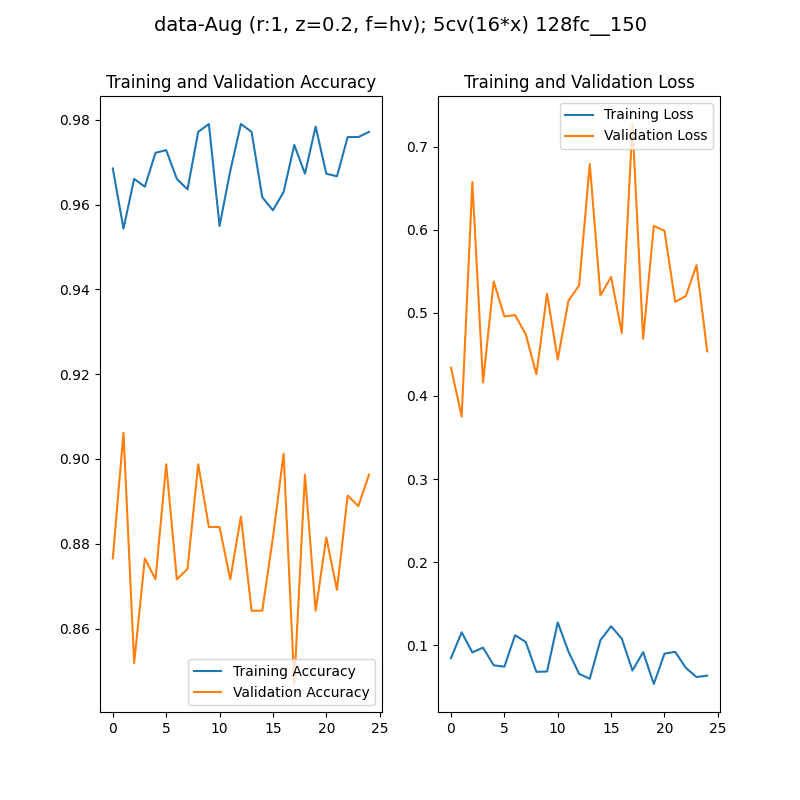 data-Aug (r:1, z=0.2, f=hv); 5cv(16*x) 128fc__150
Training and Validation Accuracy
0.98
0.96
0.94
0.92
0.90
0.88
0.86
Training Accuracy
Validation Accuracy
0 5 10 15 20 25
Training and Validation Loss
Training Loss
Validation Loss
0.7
0.6
0.5
0.4
0.3
0.2
0.1
0 5 10 15 20 25